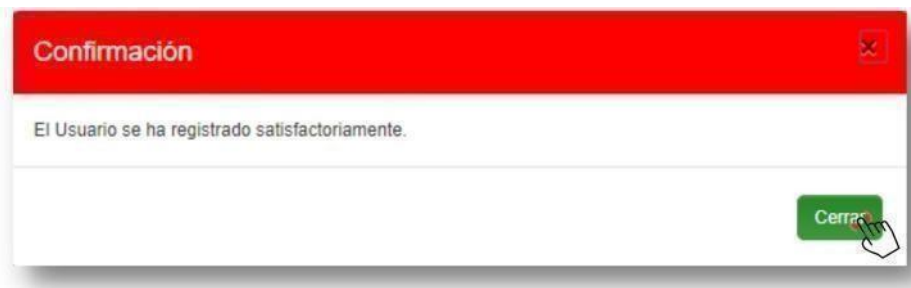 Confirmación
El Usuario se ha registrado satisfactoriamente.
Cerrar